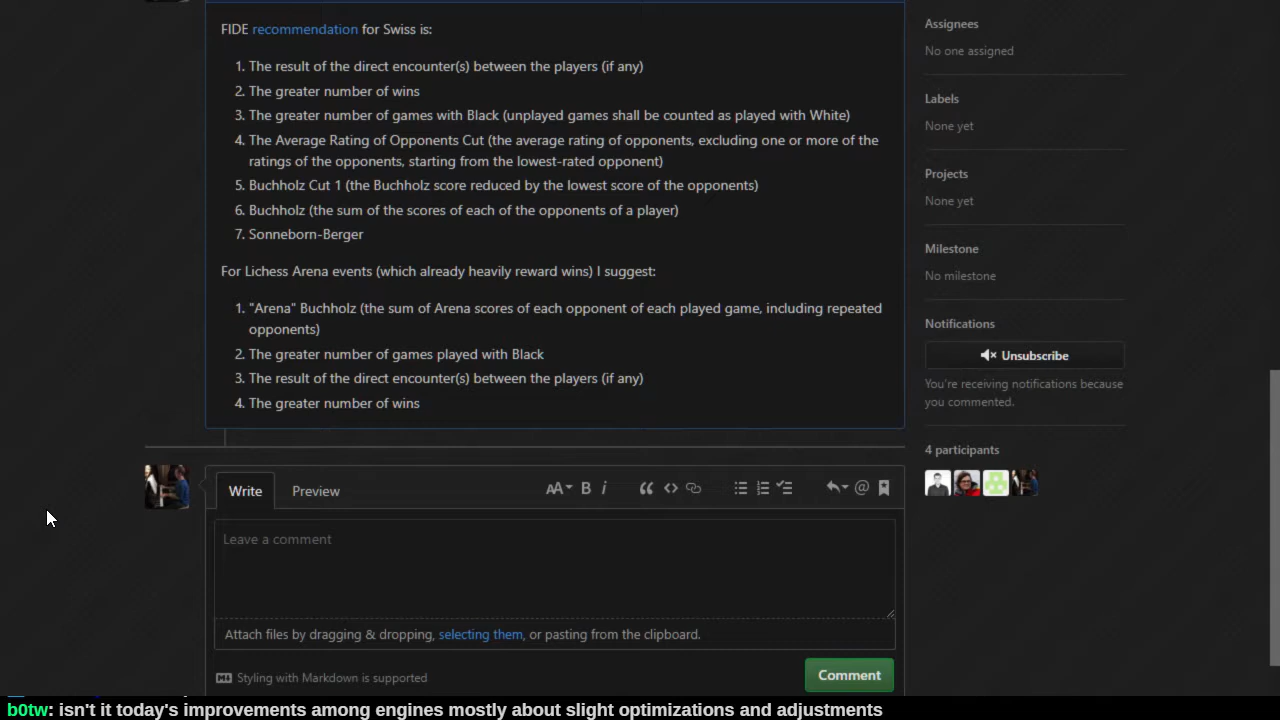 FIDE recommendation for Swiss is:
1. The result of the direct encounter(s) between the players (if any)
2. The greater number of wins
3. The greater number of games with Black (unplayed games shall be counted as played with White)
4. The Average Rating of Opponents Cut (the average rating of opponents, excluding one or more of the
ratings of the opponents, starting from the lowest-rated opponent)
5. Buchholz Cut 1 (the Buchholz score reduced by the lowest score of the opponents)
6. Buchholz (the sum of the scores of each of the opponents of a player)
7. Sonneborn-Berger
For Lichess Arena events (which already heavily reward wins) I suggest:
1. "Arena" Buchholz (the sum of Arena scores of each opponent of each played game, including repeated
opponents)
2. The greater number of games played with Black
3. The result of the direct encounter(s) between the players (if any)
4. The greater number of wins
Write
Preview
AA B i
@
Leave a comment
Attach files by dragging & dropping, selecting them, or pasting from the clipboard.
Styling with Markdown is supported
Comment
Assignees
No one assigned
Labels
None yet
Projects
None yet
Milestone
No milestone
Notifications
Unsubscribe
You're receiving notifications because
you commented.
4 participants
b0tw: isn't it today's improvements among engines mostly about slight optimizations and adjustments